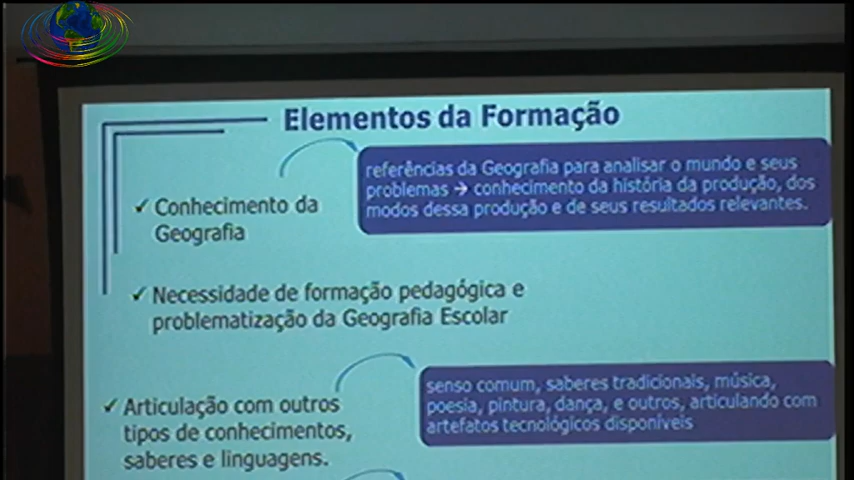 Elementos da Formação
referências da Geografia para analisar o mundo e seus
problemas → conhecimento da história da produção, dos
modos dessa produção e de seus resultados relevantes.
✓ Conhecimento da
Geografia
✓ Necessidade de formação pedagógica e
problematização da Geografia Escolar
senso comum, saberes tradicionais, música,
poesia, pintura, dança, e outros, articulando com
artefatos tecnológicos disponíveis
✓ Articulação com outros
tipos de conhecimentos,
saberes e linguagens.